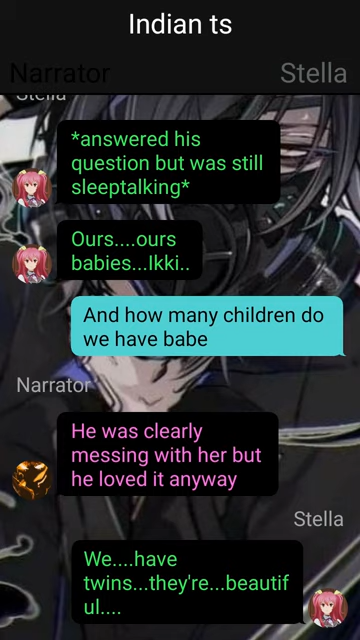 Indian ts
Narrator
Stella
Stella
*answered his
question but was still
sleeptalking*
Ours....ours
babies...Ikki..
And how many children do
we have babe
Narrator
He was clearly
messing with her but
he loved it anyway
Stella
We....have
twins...they're...beautif
ul....